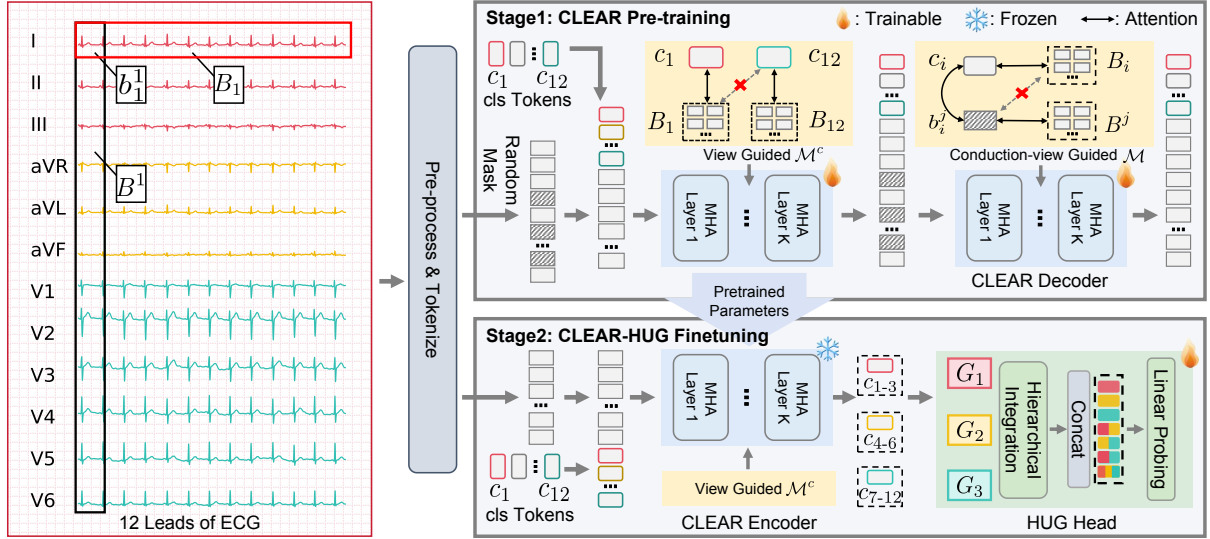 I
II
III
aVR
aVL
aVF
V1
V2
V3
V4
V5
V6
b_1^1
B_1
B^1
12 Leads of ECG
Pre-process & Tokenize
Stage1: CLEAR Pre-training
: Trainable
: Frozen
: Attention
c_1 c_12
cls Tokens
Random
Mask
c_1 c_12
B_1 B_12
View Guided M^c
MHA
Layer 1
MHA
Layer K
c_i B_i
b_i^j B^j
Conduction-view Guided M
MHA
Layer 1
MHA
Layer K
CLEAR Decoder
Pretrained
Parameters
Stage2: CLEAR-HUG Finetuning
c_1 c_12
cls Tokens
MHA
Layer 1
MHA
Layer K
View Guided M^c
CLEAR Encoder
c_1-3
c_4-6
c_7-12
G_1
G_2
G_3
Hierarchical
Integration
Concat
Linear Probing
HUG Head